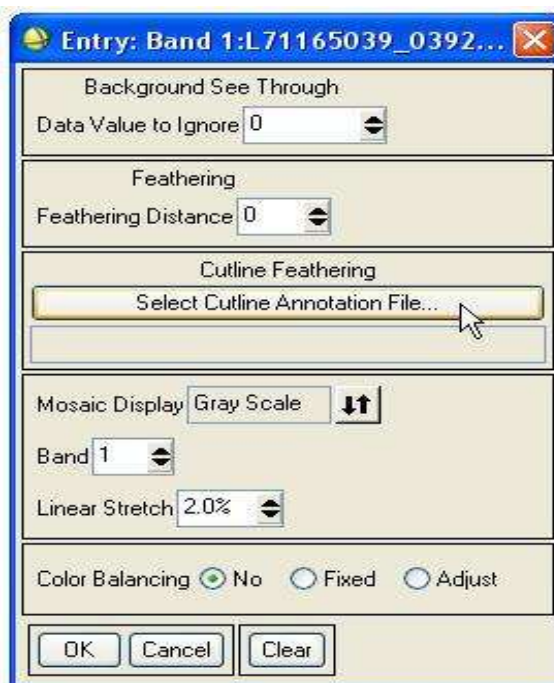 Entry: Band 1:L71165039_0392...
Background See Through
Data Value to Ignore 0
Feathering
Feathering Distance 0
Cutline Feathering
Select Cutline Annotation File...
Mosaic Display Gray Scale
Band 1
Linear Stretch 2.0%
Color Balancing No Fixed Adjust
OK Cancel Clear